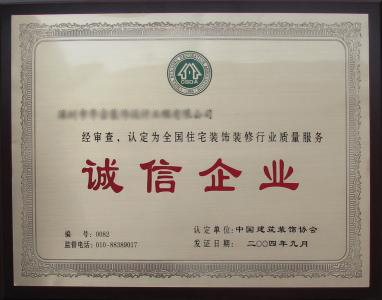 CBDA
经审查、认定为全国住宅装饰装修行业质量服务
诚信企业
编 号：0082
监督电话：010-88389017
认定单位：中国建筑装饰协会
发证日期：二〇〇四年九月